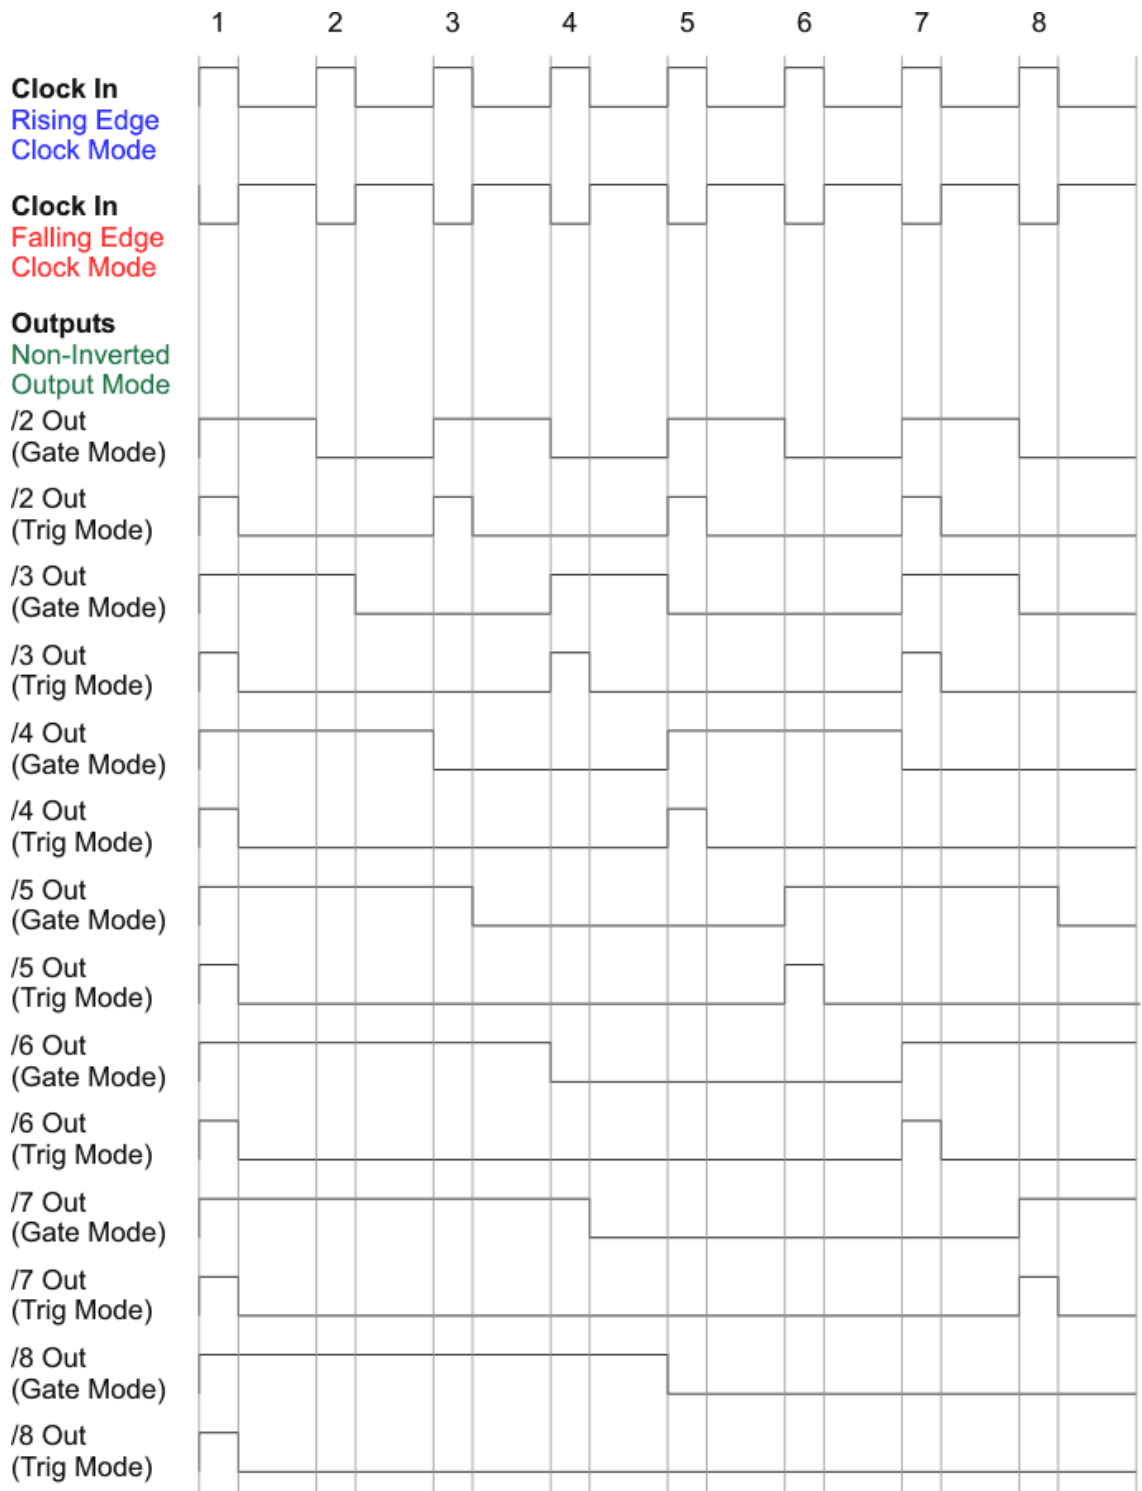 1 2 3 4 5 6 7 8
Clock In
Rising Edge
Clock Mode
Clock In
Falling Edge
Clock Mode
Outputs
Non-Inverted
Output Mode
/2 Out
(Gate Mode)
/2 Out
(Trig Mode)
/3 Out
(Gate Mode)
/3 Out
(Trig Mode)
/4 Out
(Gate Mode)
/4 Out
(Trig Mode)
/5 Out
(Gate Mode)
/5 Out
(Trig Mode)
/6 Out
(Gate Mode)
/6 Out
(Trig Mode)
/7 Out
(Gate Mode)
/7 Out
(Trig Mode)
/8 Out
(Gate Mode)
/8 Out
(Trig Mode)